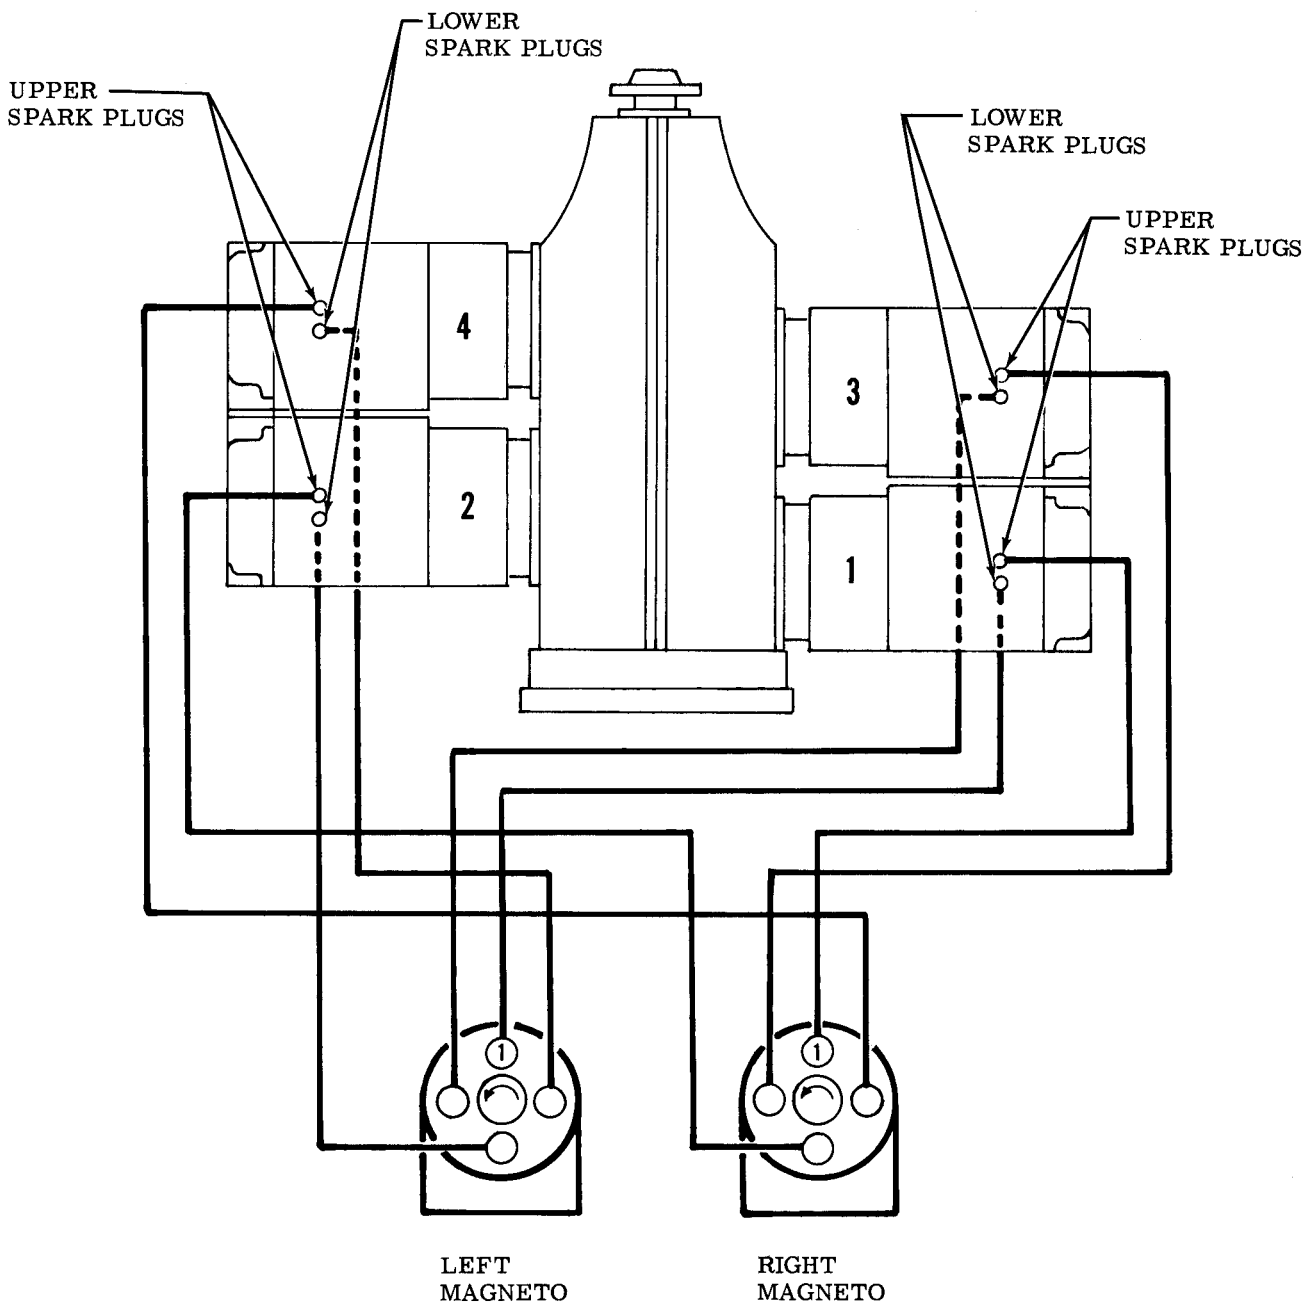 LOWER
SPARK PLUGS
UPPER
SPARK PLUGS
LOWER
SPARK PLUGS
UPPER
SPARK PLUGS
4
3
2
1
1
1
LEFT
MAGNETO
RIGHT
MAGNETO